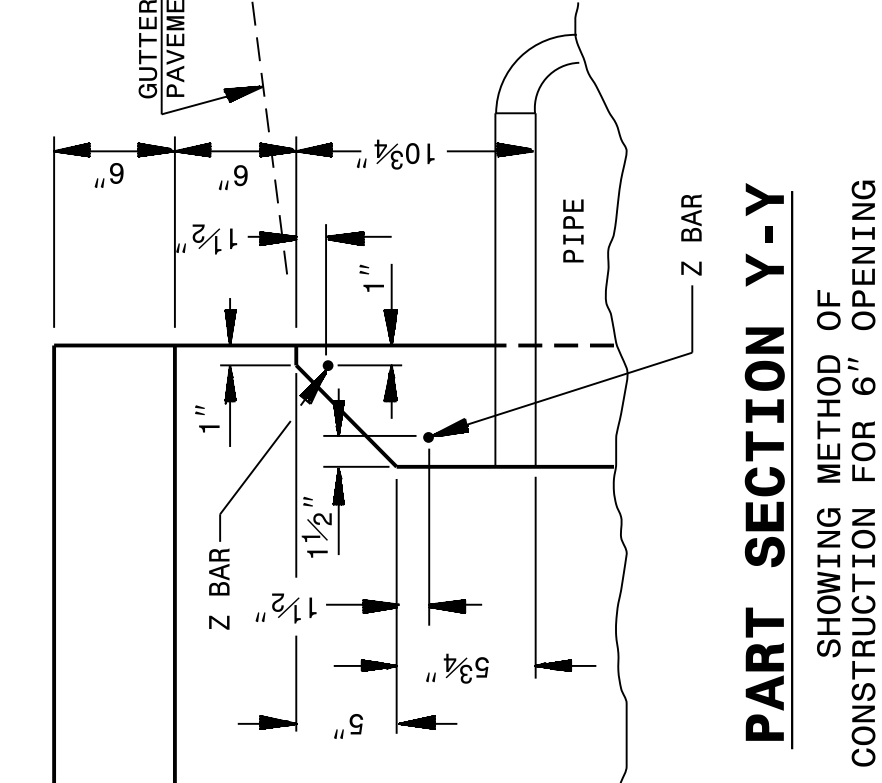 GUTTER
PAVEME
6"
6"
10¾"
1½"
1"
PIPE
Z BAR
1"
1½"
Z BAR
1½"
5¾"
5"
PART SECTION Y-Y
SHOWING METHOD OF
CONSTRUCTION FOR 6" OPENING